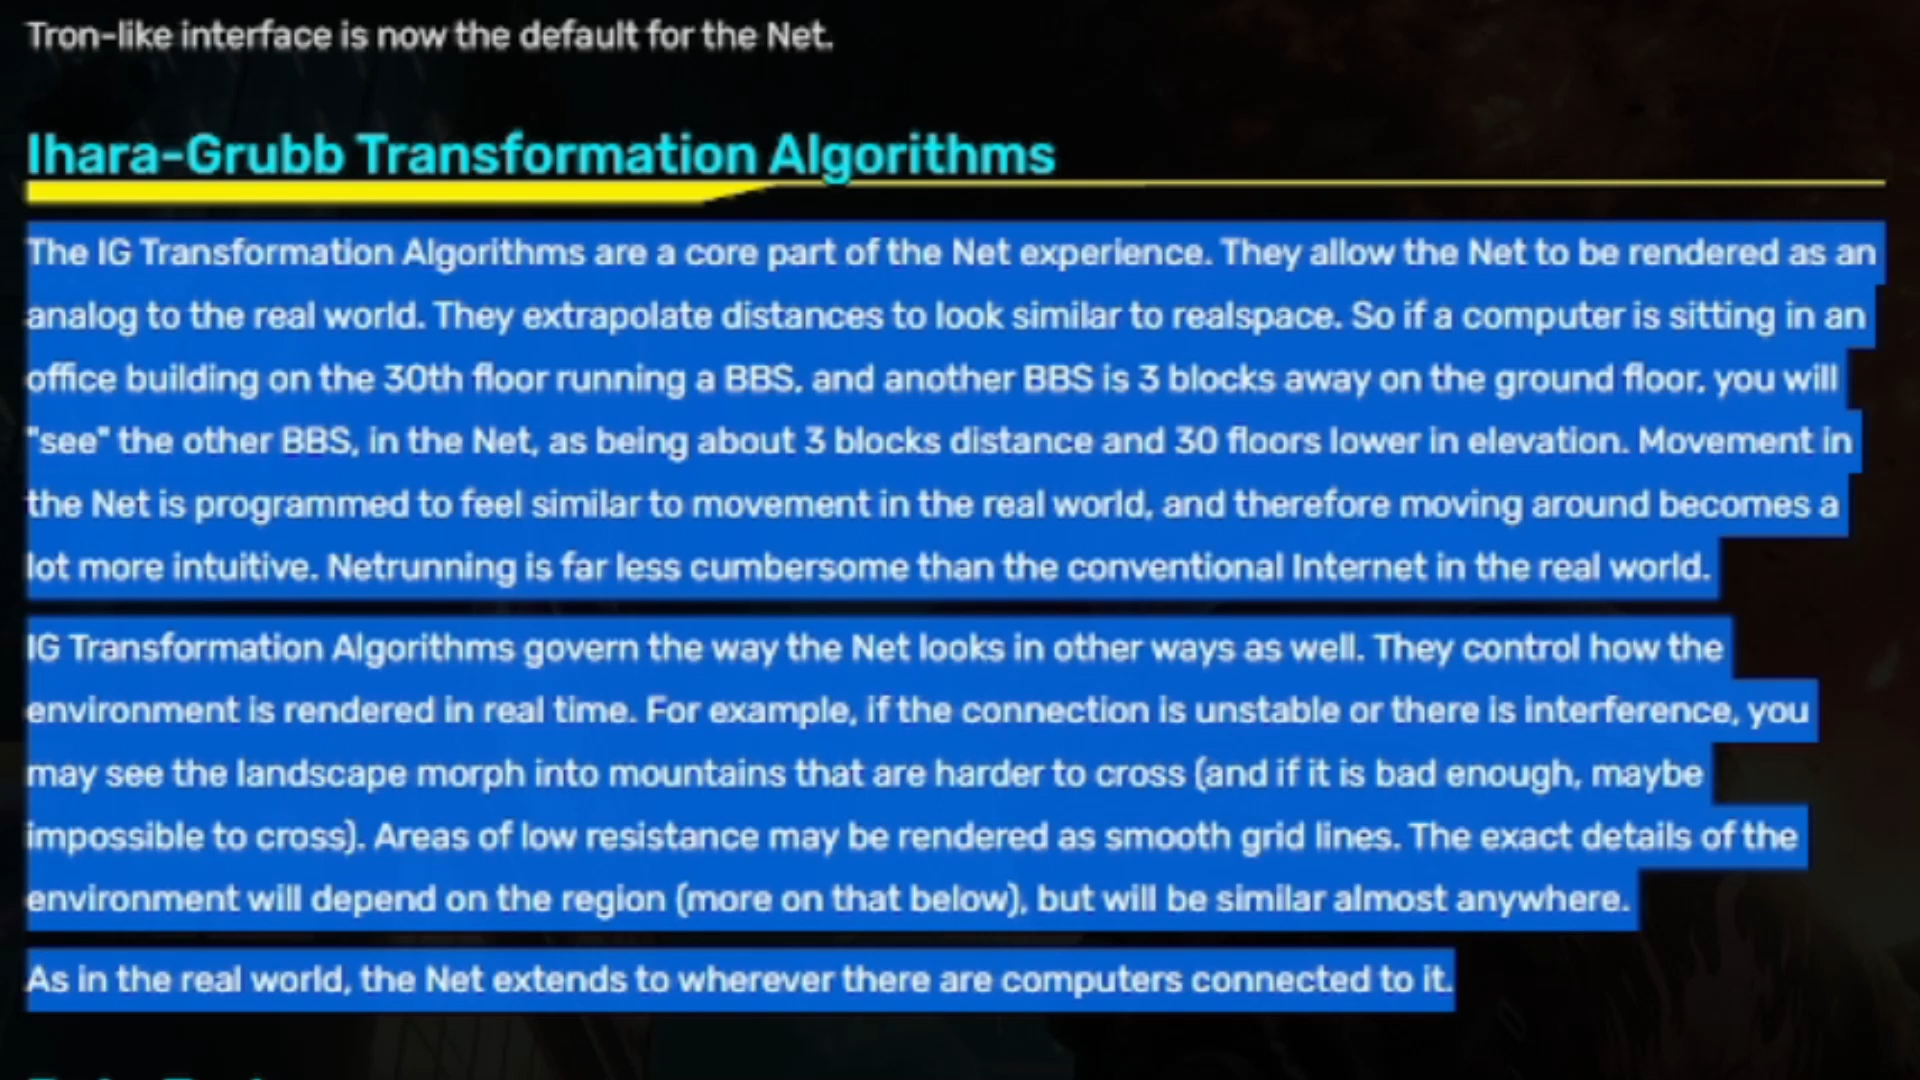 Tron-like interface is now the default for the Net.
Ihara-Grubb Transformation Algorithms
The IG Transformation Algorithms are a core part of the Net experience. They allow the Net to be rendered as an
analog to the real world. They extrapolate distances to look similar to realspace. So if a computer is sitting in an
office building on the 30th floor running a BBS, and another BBS is 3 blocks away on the ground floor, you will
"see" the other BBS, in the Net, as being about 3 blocks distance and 30 floors lower in elevation. Movement in
the Net is programmed to feel similar to movement in the real world, and therefore moving around becomes a
lot more intuitive. Netrunning is far less cumbersome than the conventional Internet in the real world.
IG Transformation Algorithms govern the way the Net looks in other ways as well. They control how the
environment is rendered in real time. For example, if the connection is unstable or there is interference, you
may see the landscape morph into mountains that are harder to cross (and if it is bad enough, maybe
impossible to cross). Areas of low resistance may be rendered as smooth grid lines. The exact details of the
environment will depend on the region (more on that below), but will be similar almost anywhere.
As in the real world, the Net extends to wherever there are computers connected to it.